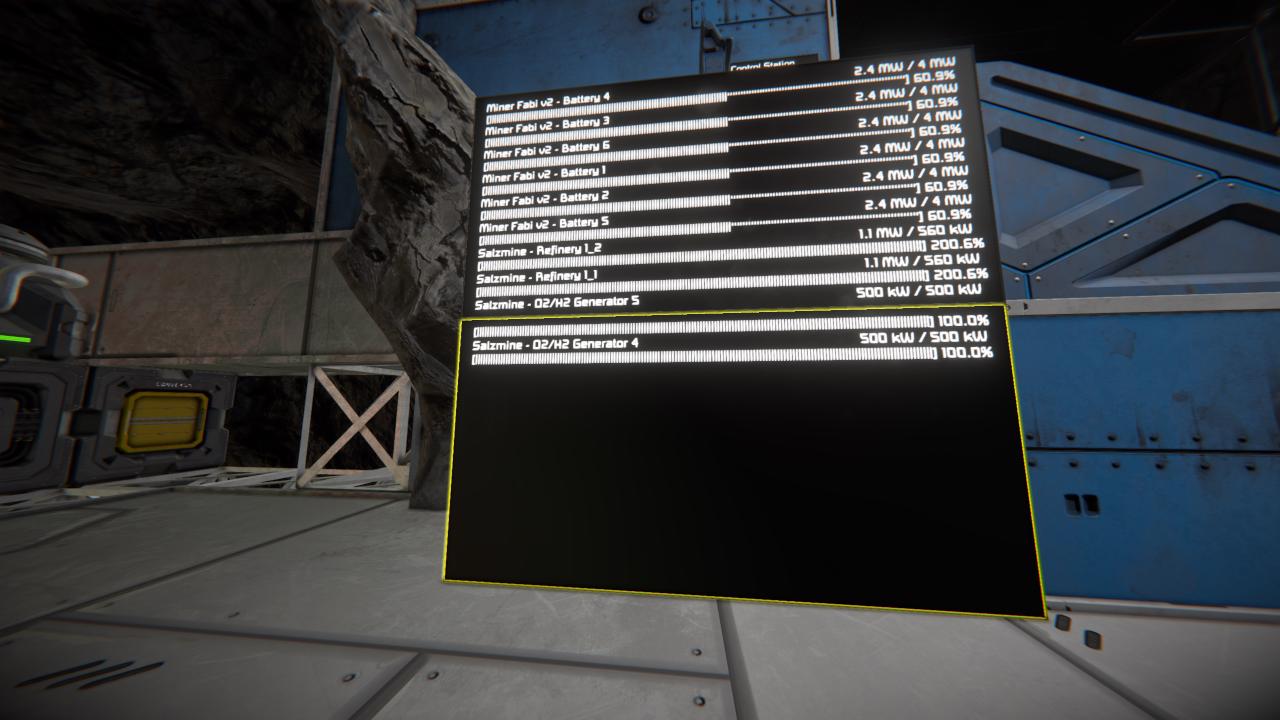 Control Station
2.4 MW / 4 MW
Miner Fabi v2 - Battery 4
60.9%
2.4 MW / 4 MW
Miner Fabi v2 - Battery 3
60.9%
2.4 MW / 4 MW
Miner Fabi v2 - Battery 6
60.9%
2.4 MW / 4 MW
Miner Fabi v2 - Battery 1
60.9%
2.4 MW / 4 MW
Miner Fabi v2 - Battery 2
60.9%
2.4 MW / 4 MW
Miner Fabi v2 - Battery 5
60.9%
1.1 MW / 560 kW
Salzmine - Refinery 1_2
200.6%
1.1 MW / 560 kW
Salzmine - Refinery 1_1
200.6%
Salzmine - O2/H2 Generator 5 500 kW / 500 kW
100.0%
Salzmine - O2/H2 Generator 4 500 kW / 500 kW
100.0%